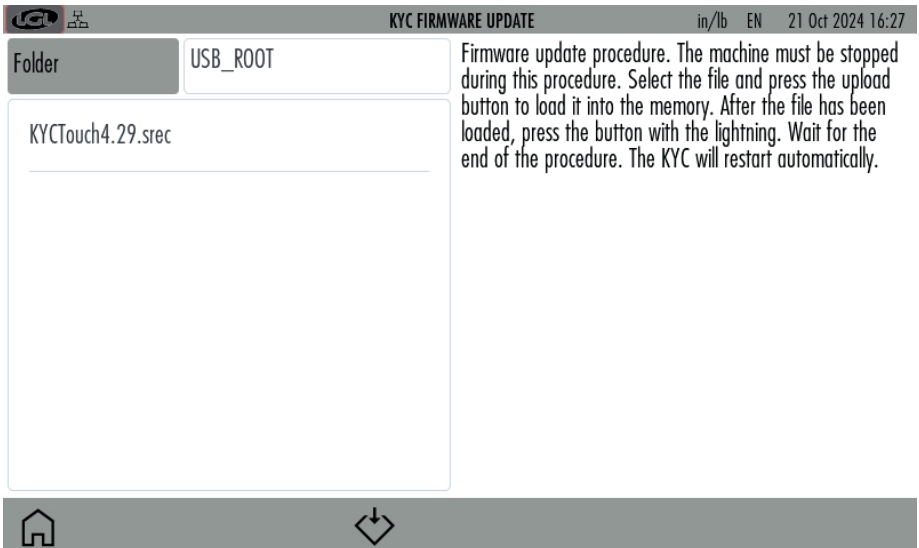 LGL KYC FIRMWARE UPDATE in/lb EN 21 Oct 2024 16:27
Folder USB_ROOT
KYCTouch4.29.srec
Firmware update procedure. The machine must be stopped
during this procedure. Select the file and press the upload
button to load it into the memory. After the file has been
loaded, press the button with the lightning. Wait for the
end of the procedure. The KYC will restart automatically.